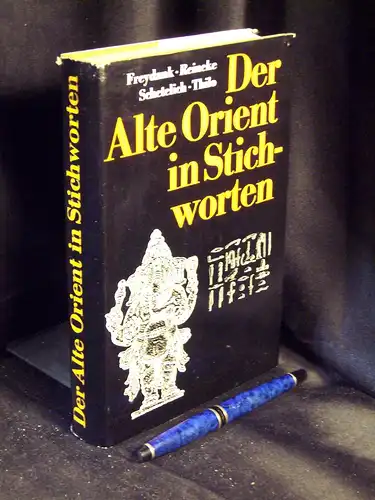 Freydank · Reineke
Schetelich · Thilo
Der
Alte Orient
in Stich-
worten
Der Alte Orient in Stichworten